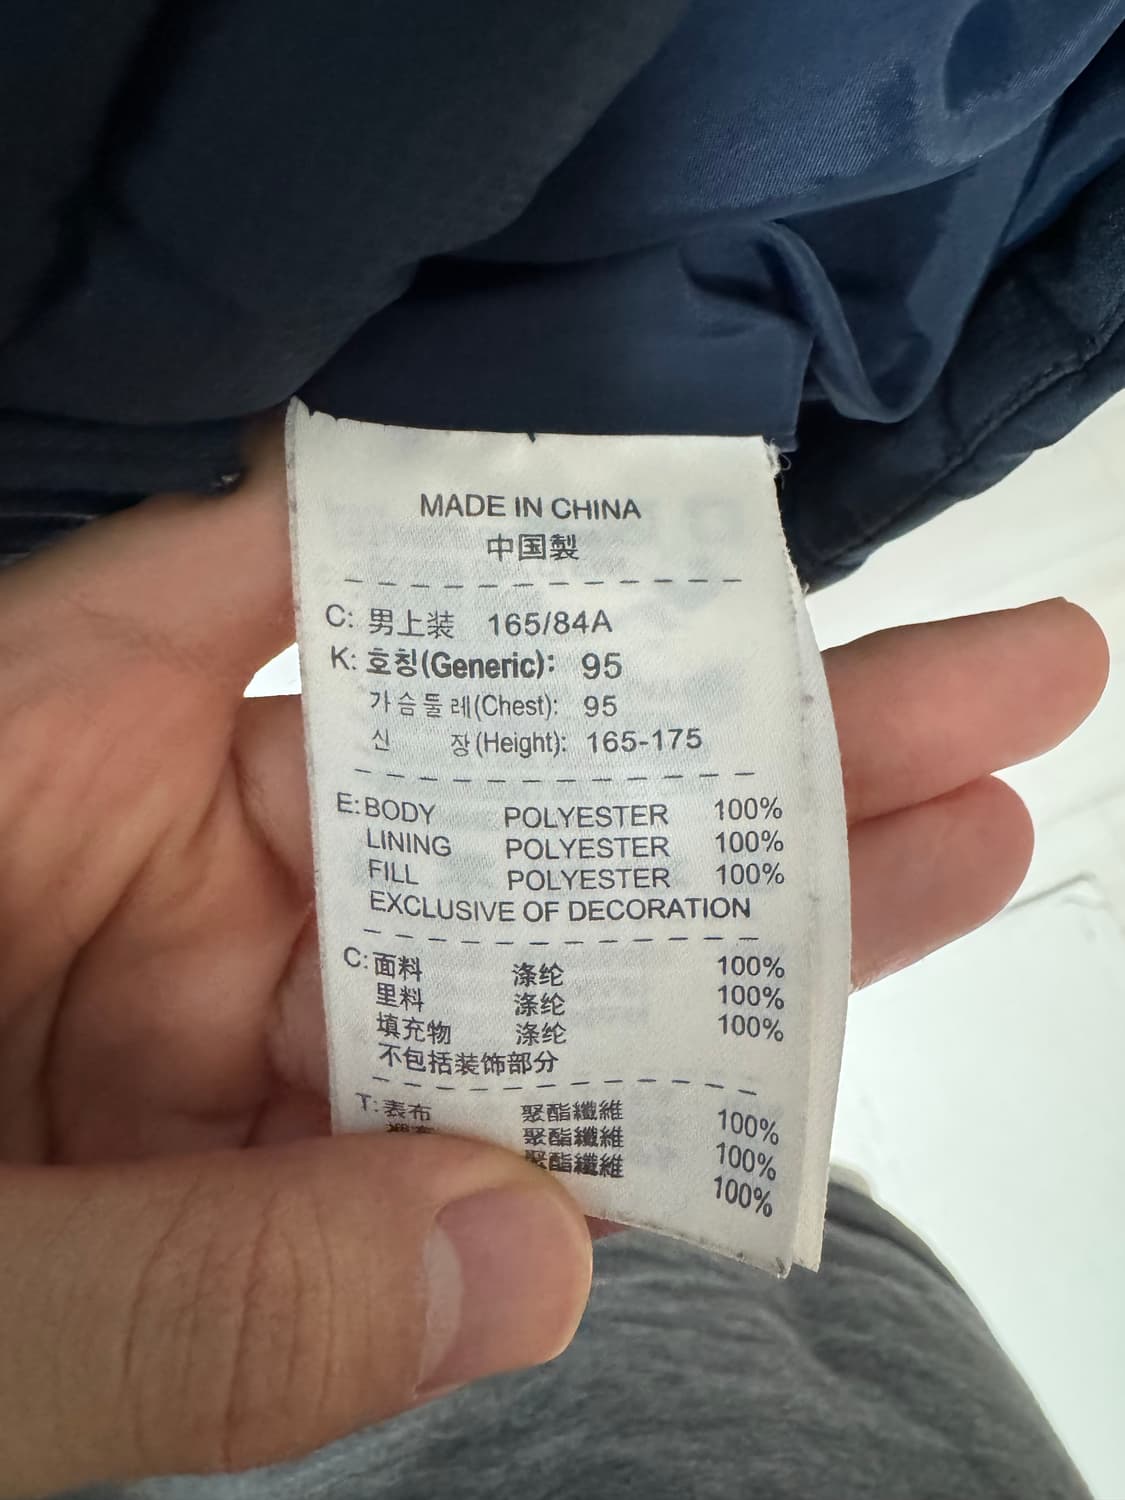 MADE IN CHINA
中国製
C: 男上装 165/84A
K: 호칭(Generic): 95
가슴둘레(Chest): 95
신 장(Height): 165-175
E: BODY POLYESTER 100%
LINING POLYESTER 100%
FILL POLYESTER 100%
EXCLUSIVE OF DECORATION
C: 面料 涤纶 100%
里料 涤纶 100%
填充物 涤纶 100%
不包括装饰部分
T: 表布 聚酯纖維 100%
聚酯纖維 100%
聚酯纖維 100%